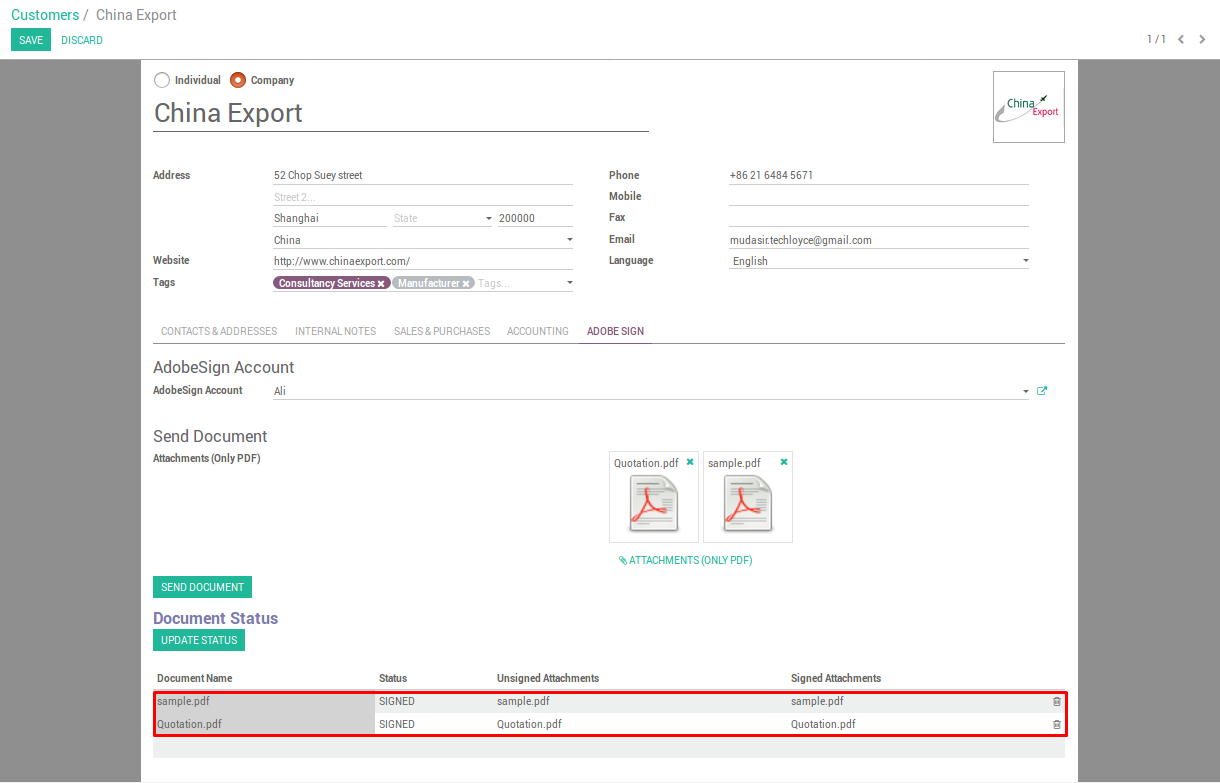 Customers / China Export
SAVE DISCARD 1 / 1
Individual Company
China Export
China Export
Address 52 Chop Suey street Phone +86 21 6484 5671
Street 2... Mobile
Shanghai State 200000 Fax
China Email mudasir.techloyce@gmail.com
Website http://www.chinaexport.com/ Language English
Tags Consultancy Services Manufacturer Tags...
CONTACTS & ADDRESSES INTERNAL NOTES SALES & PURCHASES ACCOUNTING ADOBE SIGN
AdobeSign Account
AdobeSign Account Ali
Send Document
Attachments (Only PDF)
Quotation.pdf sample.pdf
ATTACHMENTS (ONLY PDF)
SEND DOCUMENT
Document Status
UPDATE STATUS
Document Name Status Unsigned Attachments Signed Attachments
sample.pdf SIGNED sample.pdf sample.pdf
Quotation.pdf SIGNED Quotation.pdf Quotation.pdf